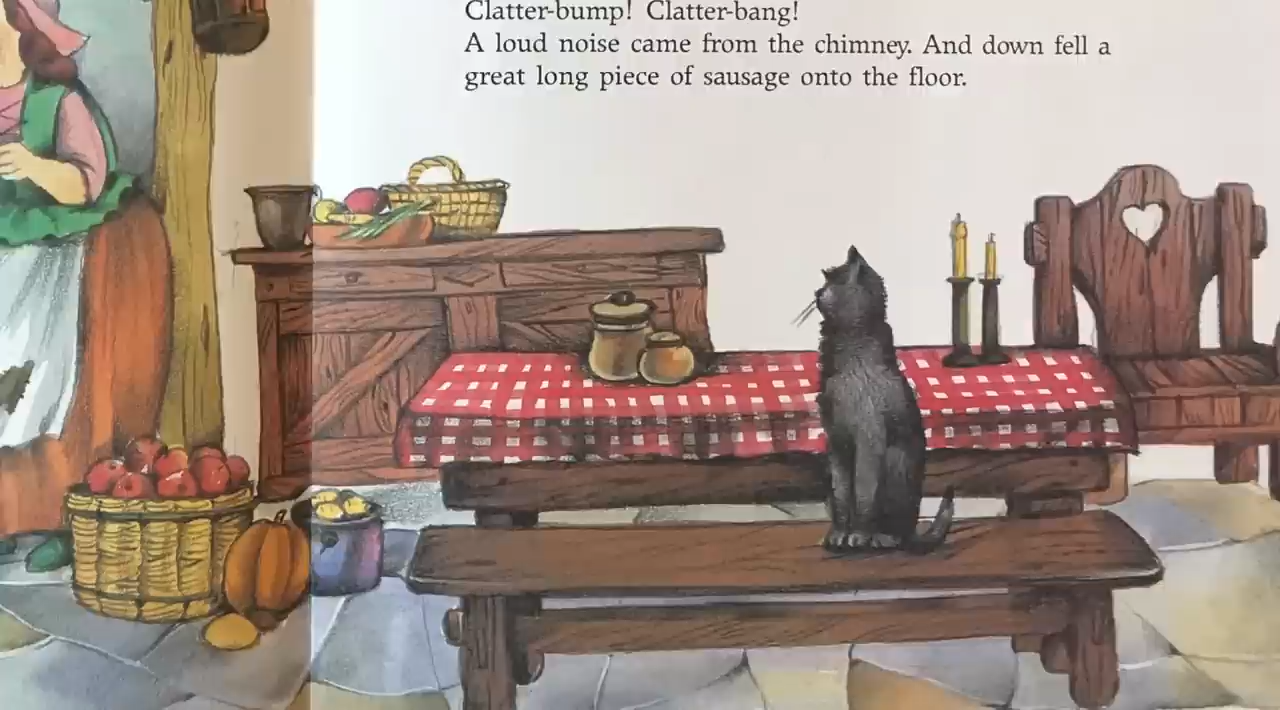 Clatter-bump! Clatter-bang!
A loud noise came from the chimney. And down fell a
great long piece of sausage onto the floor.